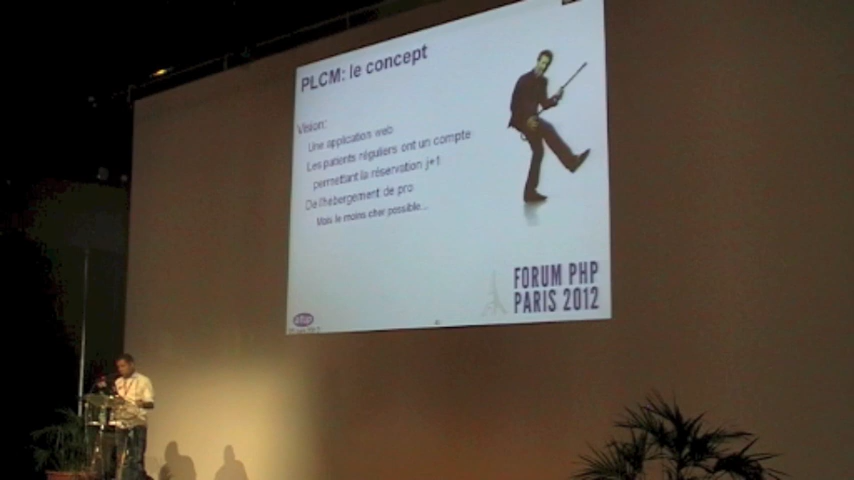 PLCM: le concept
Vision:
Une application web
Les patients réguliers ont un compte
permettant la réservation j+1
De l'hébergement de pro
Mais le moins cher possible...
FORUM PHP
PARIS 2012